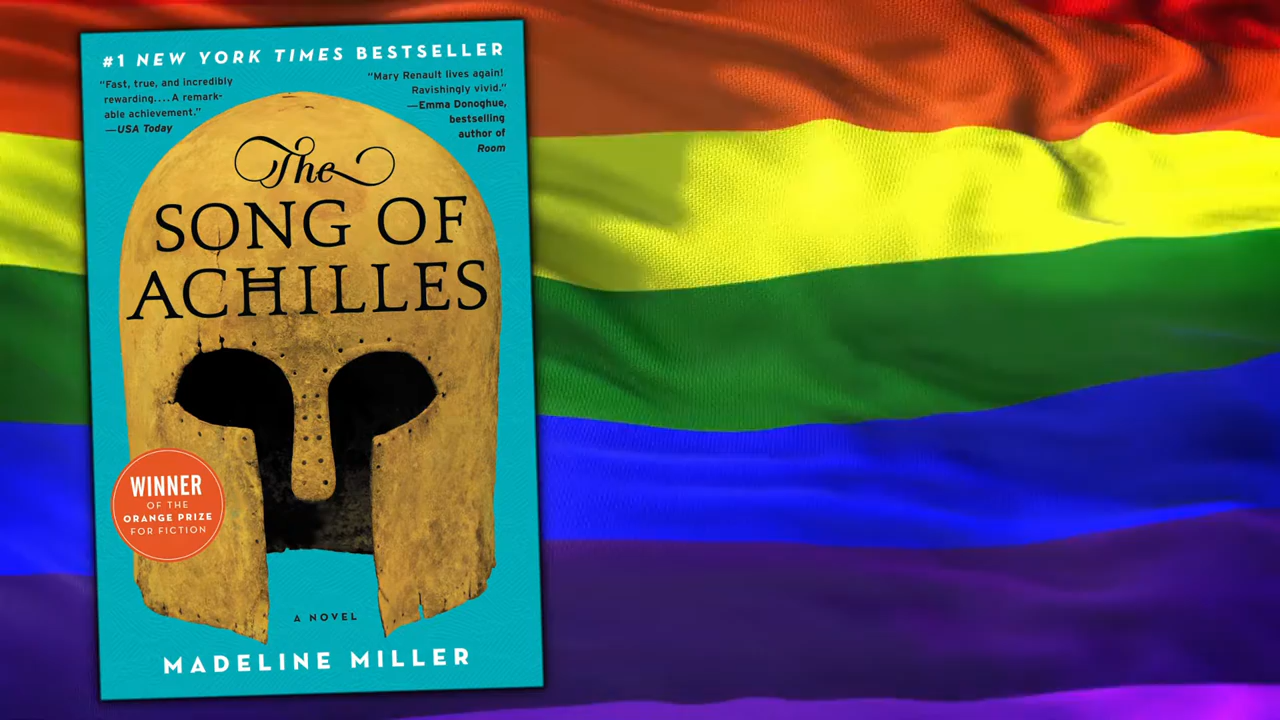 #1 NEW YORK TIMES BESTSELLER
"Fast, true, and incredibly
rewarding....A remark-
able achievement."
—USA Today
"Mary Renault lives again!
Ravishingly vivid."
—Emma Donoghue,
bestselling
author of
Room
The
SONG OF
ACHILLES
WINNER
OF THE
ORANGE PRIZE
FOR FICTION
A NOVEL
MADELINE MILLER